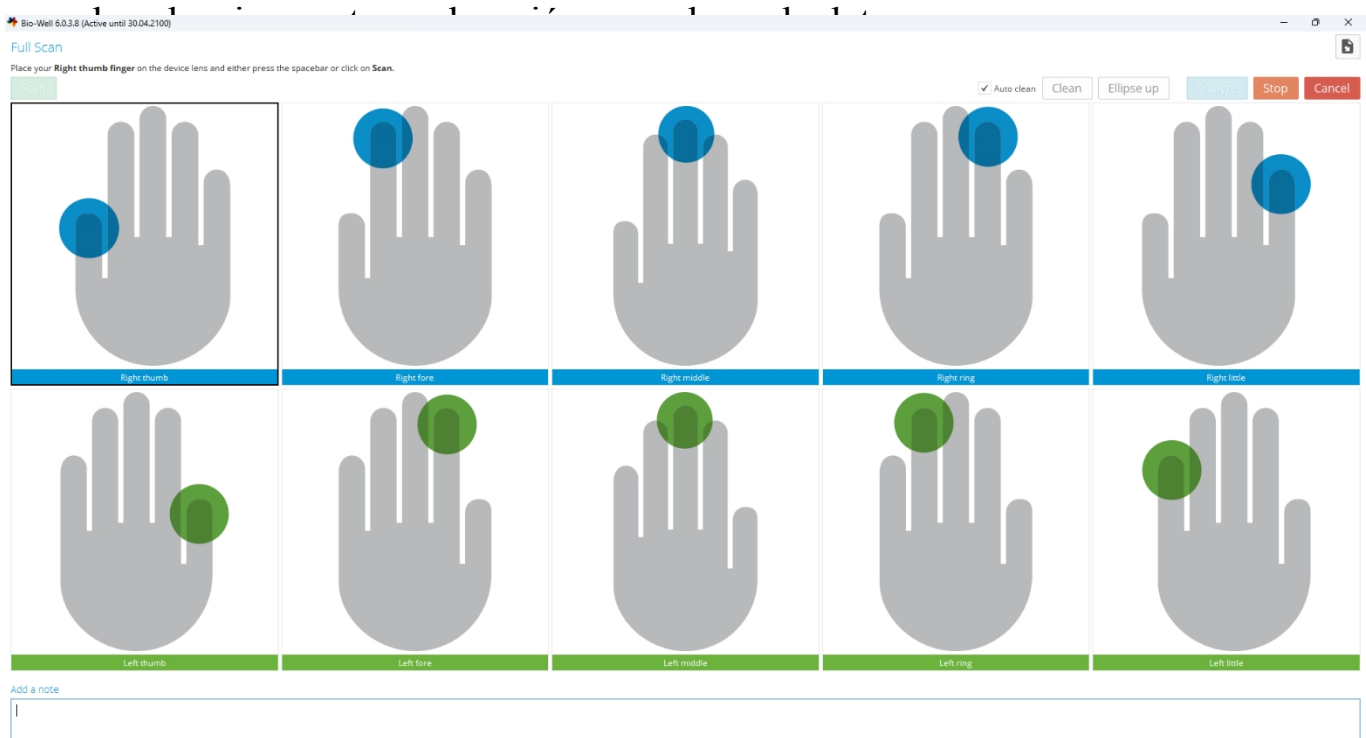 Bio-Well 6.0.3.8 (Active until 30.04.2100)
Full Scan
Place your Right thumb finger on the device lens and either press the spacebar or click on Scan.
Scan
Auto clean Clean Ellipse up Analyze Stop Cancel
Right thumb Right fore Right middle Right ring Right little
Left thumb Left fore Left middle Left ring Left little
Add a note